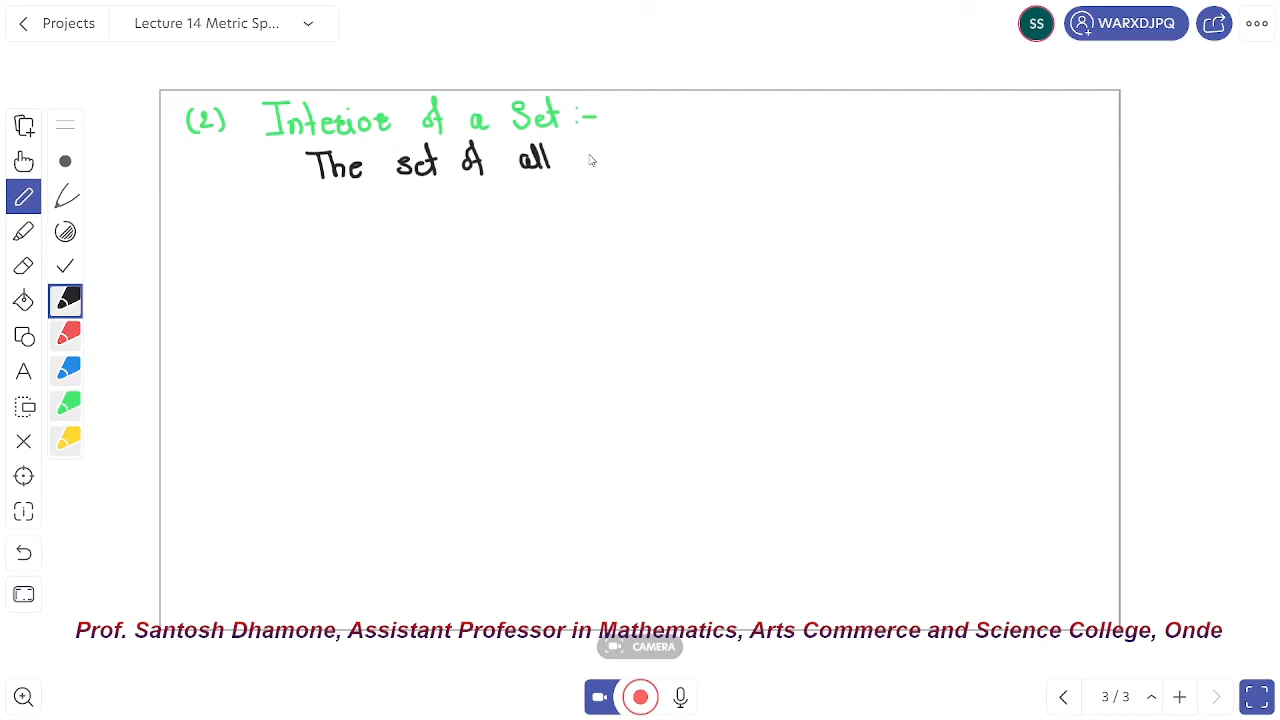 Projects
Lecture 14 Metric Sp...
SS
WARXDJPQ
(2) Interior of a Set :-
The set of all
Prof. Santosh Dhamone, Assistant Professor in Mathematics, Arts Commerce and Science College, Onde
CAMERA
3 / 3